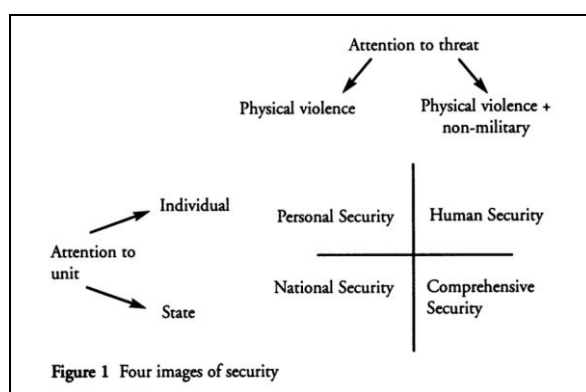 Attention to threat
Physical violence
Physical violence +
non-military
Individual
Personal Security
Human Security
Attention to
unit
National Security
Comprehensive
Security
State
Figure 1 Four images of security